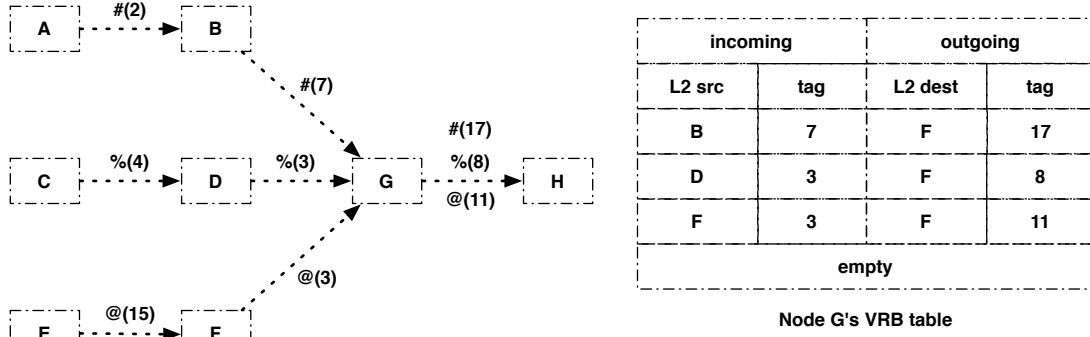 #(2)
A
B
#(7)
#(17)
%(4)
%(3)
%(8)
C
D
G
H
@(11)
@(3)
@(15)
incoming outgoing
L2 src tag L2 dest tag
B 7 F 17
D 3 F 8
F 3 F 11
empty
Node G's VRB table